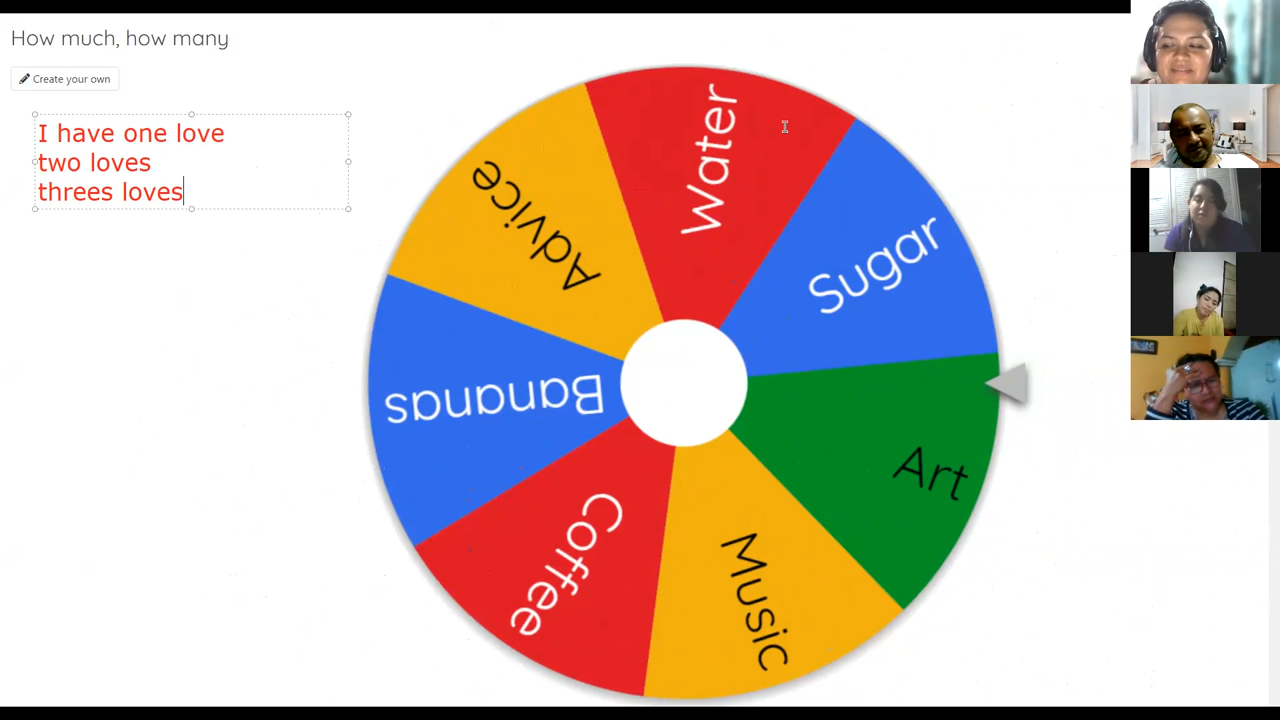 How much, how many
Create your own
I have one love
two loves
threes loves
Water
Sugar
Art
Music
Coffee
Bananas
Advice